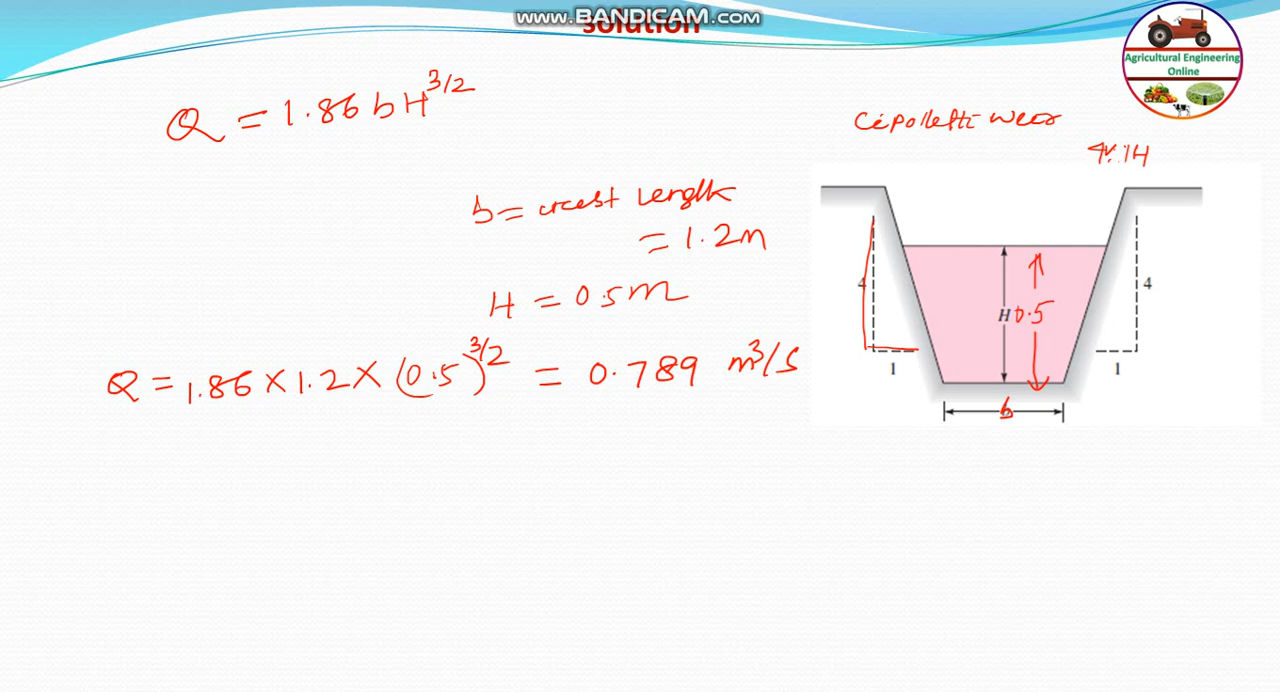 www.BANDICAM.com
solution
Agricultural Engineering
Online
Q = 1.86 b H^3/2
Cipolletti weir
4V:1H
b = crest length
= 1.2m
H = 0.5m
Q = 1.86 × 1.2 × (0.5)^3/2 = 0.789 m³/s
4
1
H 0.5
b
4
1